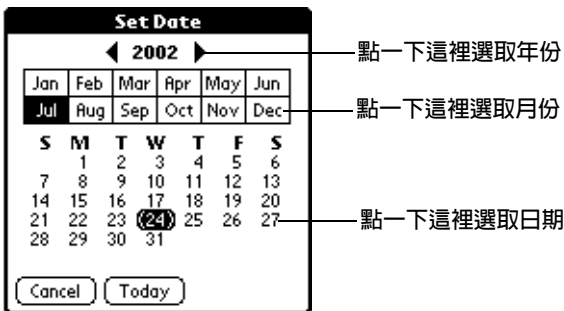 Set Date
2002 點一下這裡選取年份
Jan Feb Mar Apr May Jun
Jul Aug Sep Oct Nov Dec 點一下這裡選取月份
S M T W T F S
1 2 3 4 5 6
7 8 9 10 11 12 13
14 15 16 17 18 19 20
21 22 23 (24) 25 26 27 點一下這裡選取日期
28 29 30 31
Cancel Today